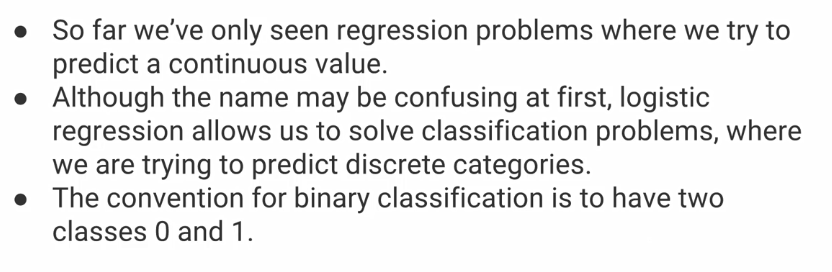 ● So far we’ve only seen regression problems where we try to
predict a continuous value.
● Although the name may be confusing at first, logistic
regression allows us to solve classification problems, where
we are trying to predict discrete categories.
● The convention for binary classification is to have two
classes 0 and 1.